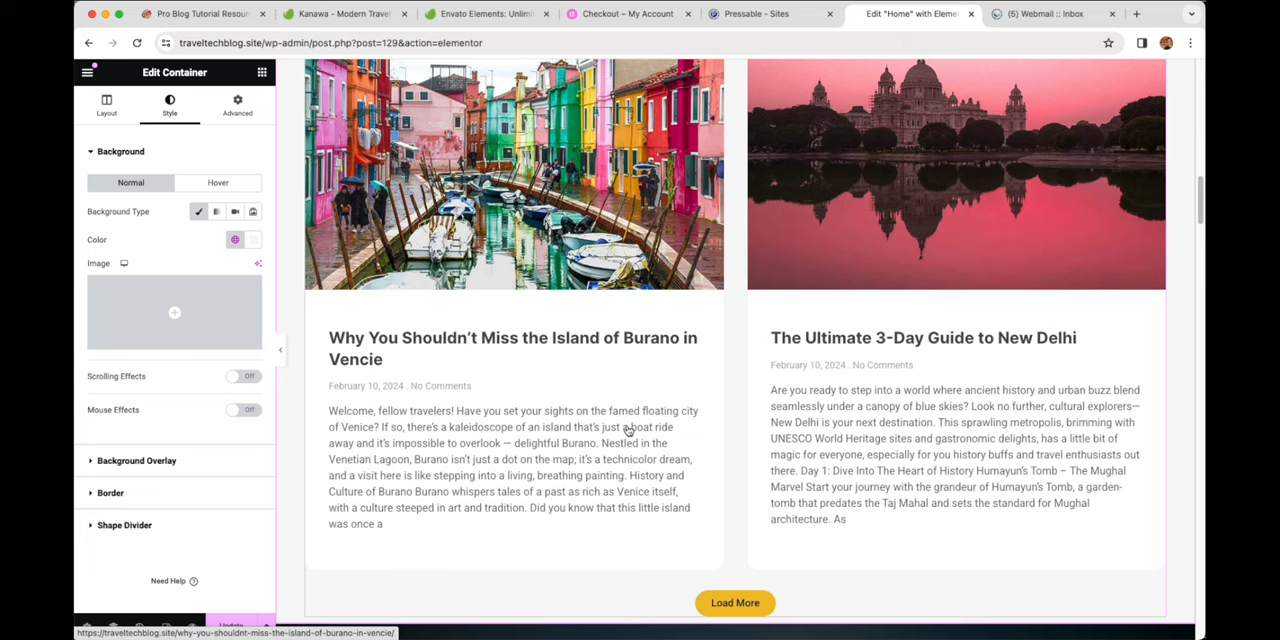 Pro Blog Tutorial Resourc
Kanawa - Modern Travel
Envato Elements: Unlimi
Checkout – My Account
Pressable - Sites
Edit "Home" with Elemen
(5) Webmail :: Inbox
traveltechblog.site/wp-admin/post.php?post=129&action=elementor
Edit Container
Layout
Style
Advanced
Background
Normal
Hover
Background Type
Color
Image
Scrolling Effects
Off
Mouse Effects
Off
Background Overlay
Border
Shape Divider
Need Help
Update
https://traveltechblog.site/why-you-shouldnt-miss-the-island-of-burano-in-vencie/
Why You Shouldn’t Miss the Island of Burano in
Vencie
February 10, 2024 . No Comments
Welcome, fellow travelers! Have you set your sights on the famed floating city
of Venice? If so, there’s a kaleidoscope of an island that’s just a boat ride
away and it’s impossible to overlook — delightful Burano. Nestled in the
Venetian Lagoon, Burano isn’t just a dot on the map; it’s a technicolor dream,
and a visit here is like stepping into a living, breathing painting. History and
Culture of Burano Burano whispers tales of a past as rich as Venice itself,
with a culture steeped in art and tradition. Did you know that this little island
was once a
The Ultimate 3-Day Guide to New Delhi
February 10, 2024 . No Comments
Are you ready to step into a world where ancient history and urban buzz blend
seamlessly under a canopy of blue skies? Look no further, cultural explorers—
New Delhi is your next destination. This sprawling metropolis, brimming with
UNESCO World Heritage sites and gastronomic delights, has a little bit of
magic for everyone, especially for you history buffs and travel enthusiasts out
there. Day 1: Dive Into The Heart of History Humayun’s Tomb – The Mughal
Marvel Start your journey with the grandeur of Humayun’s Tomb, a garden-
tomb that predates the Taj Mahal and sets the standard for Mughal
architecture. As
Load More